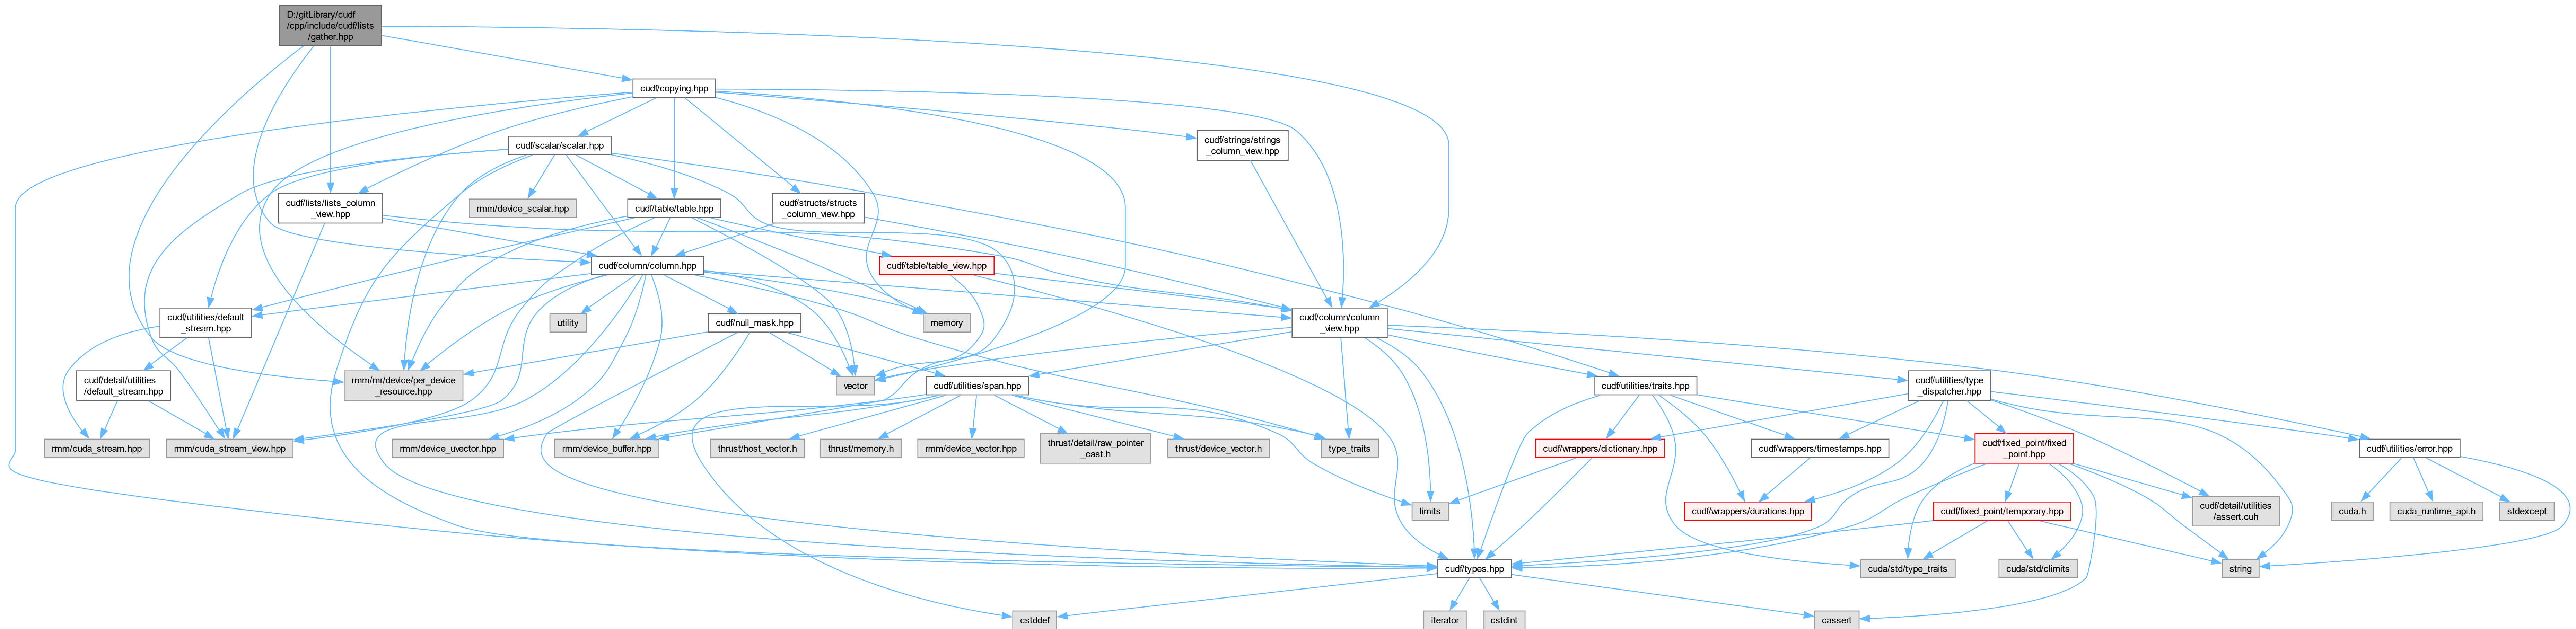 D:/gitLibrary/cudf
/cpp/include/cudf/lists
/gather.hpp
cudf/copying.hpp
cudf/scalar/scalar.hpp
cudf/strings/strings
_column_view.hpp
cudf/lists/lists_column
_view.hpp
rmm/device_scalar.hpp
cudf/table/table.hpp
cudf/structs/structs
_column_view.hpp
cudf/column/column.hpp
cudf/table/table_view.hpp
cudf/utilities/default
_stream.hpp
utility
cudf/null_mask.hpp
memory
cudf/column/column
_view.hpp
cudf/detail/utilities
/default_stream.hpp
rmm/mr/device/per_device
_resource.hpp
vector
cudf/utilities/span.hpp
cudf/utilities/traits.hpp
cudf/utilities/type
_dispatcher.hpp
rmm/cuda_stream.hpp
rmm/cuda_stream_view.hpp
rmm/device_uvector.hpp
rmm/device_buffer.hpp
thrust/host_vector.h
thrust/memory.h
rmm/device_vector.hpp
thrust/detail/raw_pointer
_cast.h
thrust/device_vector.h
type_traits
cudf/wrappers/dictionary.hpp
cudf/wrappers/timestamps.hpp
cudf/fixed_point/fixed
_point.hpp
cudf/utilities/error.hpp
limits
cudf/wrappers/durations.hpp
cudf/fixed_point/temporary.hpp
cudf/detail/utilities
/assert.cuh
cuda.h
cuda_runtime_api.h
stdexcept
cudf/types.hpp
cuda/std/type_traits
cuda/std/climits
string
cstddef
iterator
cstdint
cassert